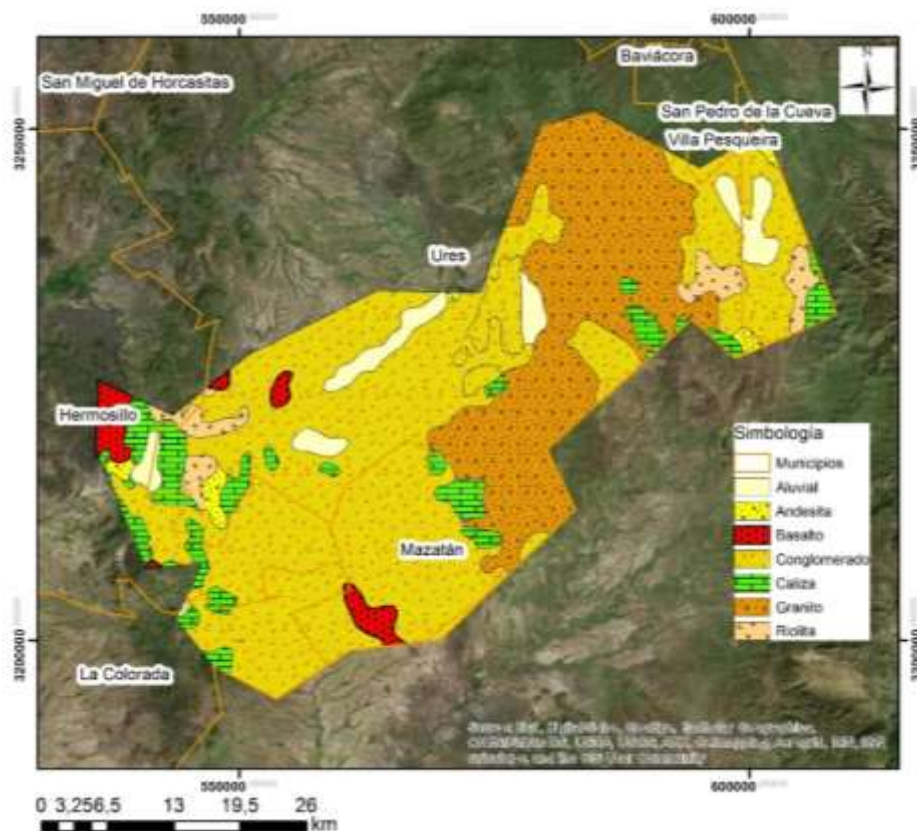 550000
600000
Baviácora
N
San Miguel de Horcasitas
San Pedro de la Cueva
Villa Pesqueira
3250000
3250000
Ures
Hermosillo
Simbología
Municipios
Aluvial
Andesita
Basalto
Conglomerado
Caliza
Granito
Riolita
Mazatán
3200000
3200000
La Colorada
550000
600000
0 3,256,5 13 19,5 26
km